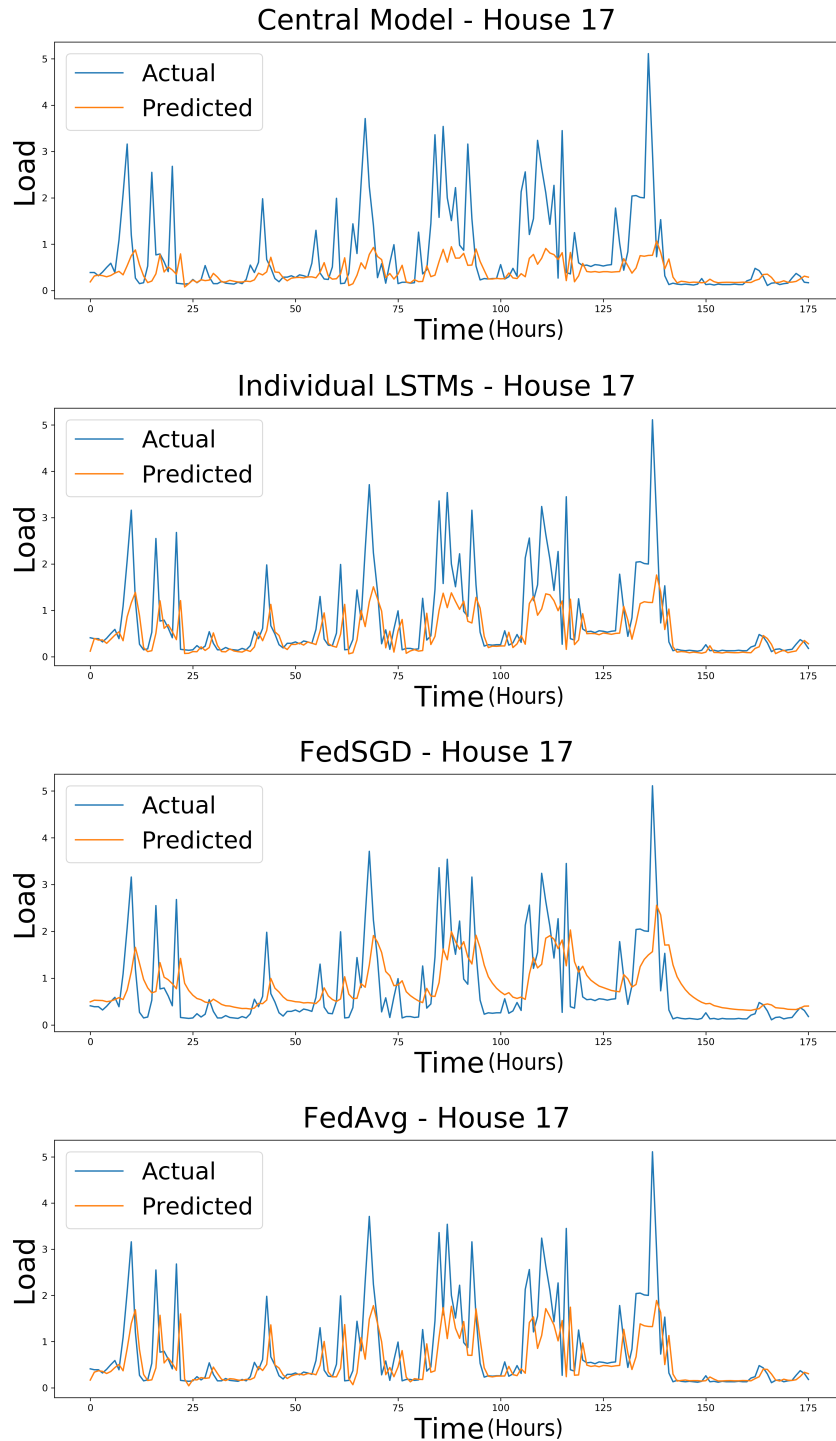 Central Model - House 17
Actual
Predicted
Load
5
4
3
2
1
0
0 25 50 75 100 125 150 175
Time (Hours)
Individual LSTMs - House 17
Actual
Predicted
Load
5
4
3
2
1
0
0 25 50 75 100 125 150 175
Time (Hours)
FedSGD - House 17
Actual
Predicted
Load
5
4
3
2
1
0
0 25 50 75 100 125 150 175
Time (Hours)
FedAvg - House 17
Actual
Predicted
Load
5
4
3
2
1
0
0 25 50 75 100 125 150 175
Time (Hours)